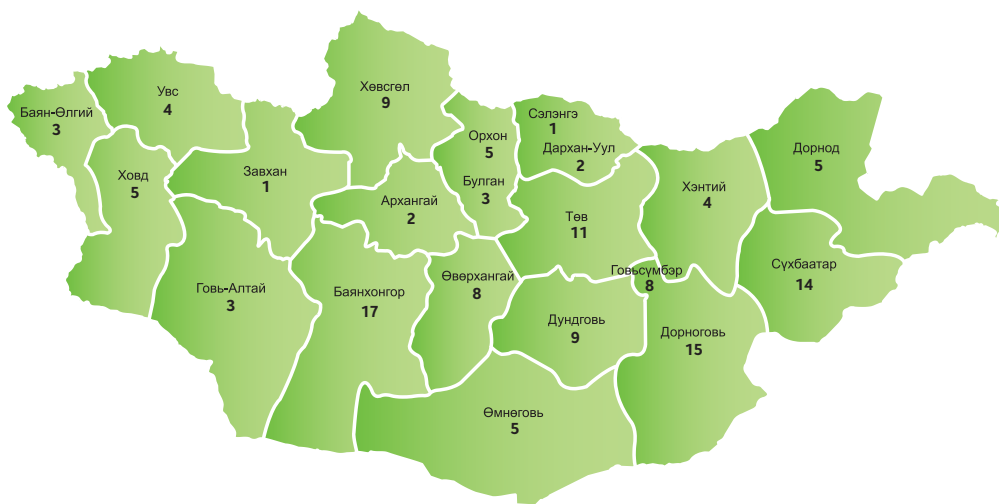 Баян-Өлгий
3
Увс
4
Ховд
5
Завхан
1
Хөвсгөл
9
Архангай
2
Орхон
5
Булган
3
Сэлэнгэ
1
Дархан-Уул
2
Төв
11
Хэнтий
4
Дорнод
5
Говь-Алтай
3
Баянхонгор
17
Өвөрхангай
8
Дундговь
9
Говьсүмбэр
8
Дорноговь
15
Сүхбаатар
14
Өмнөговь
5